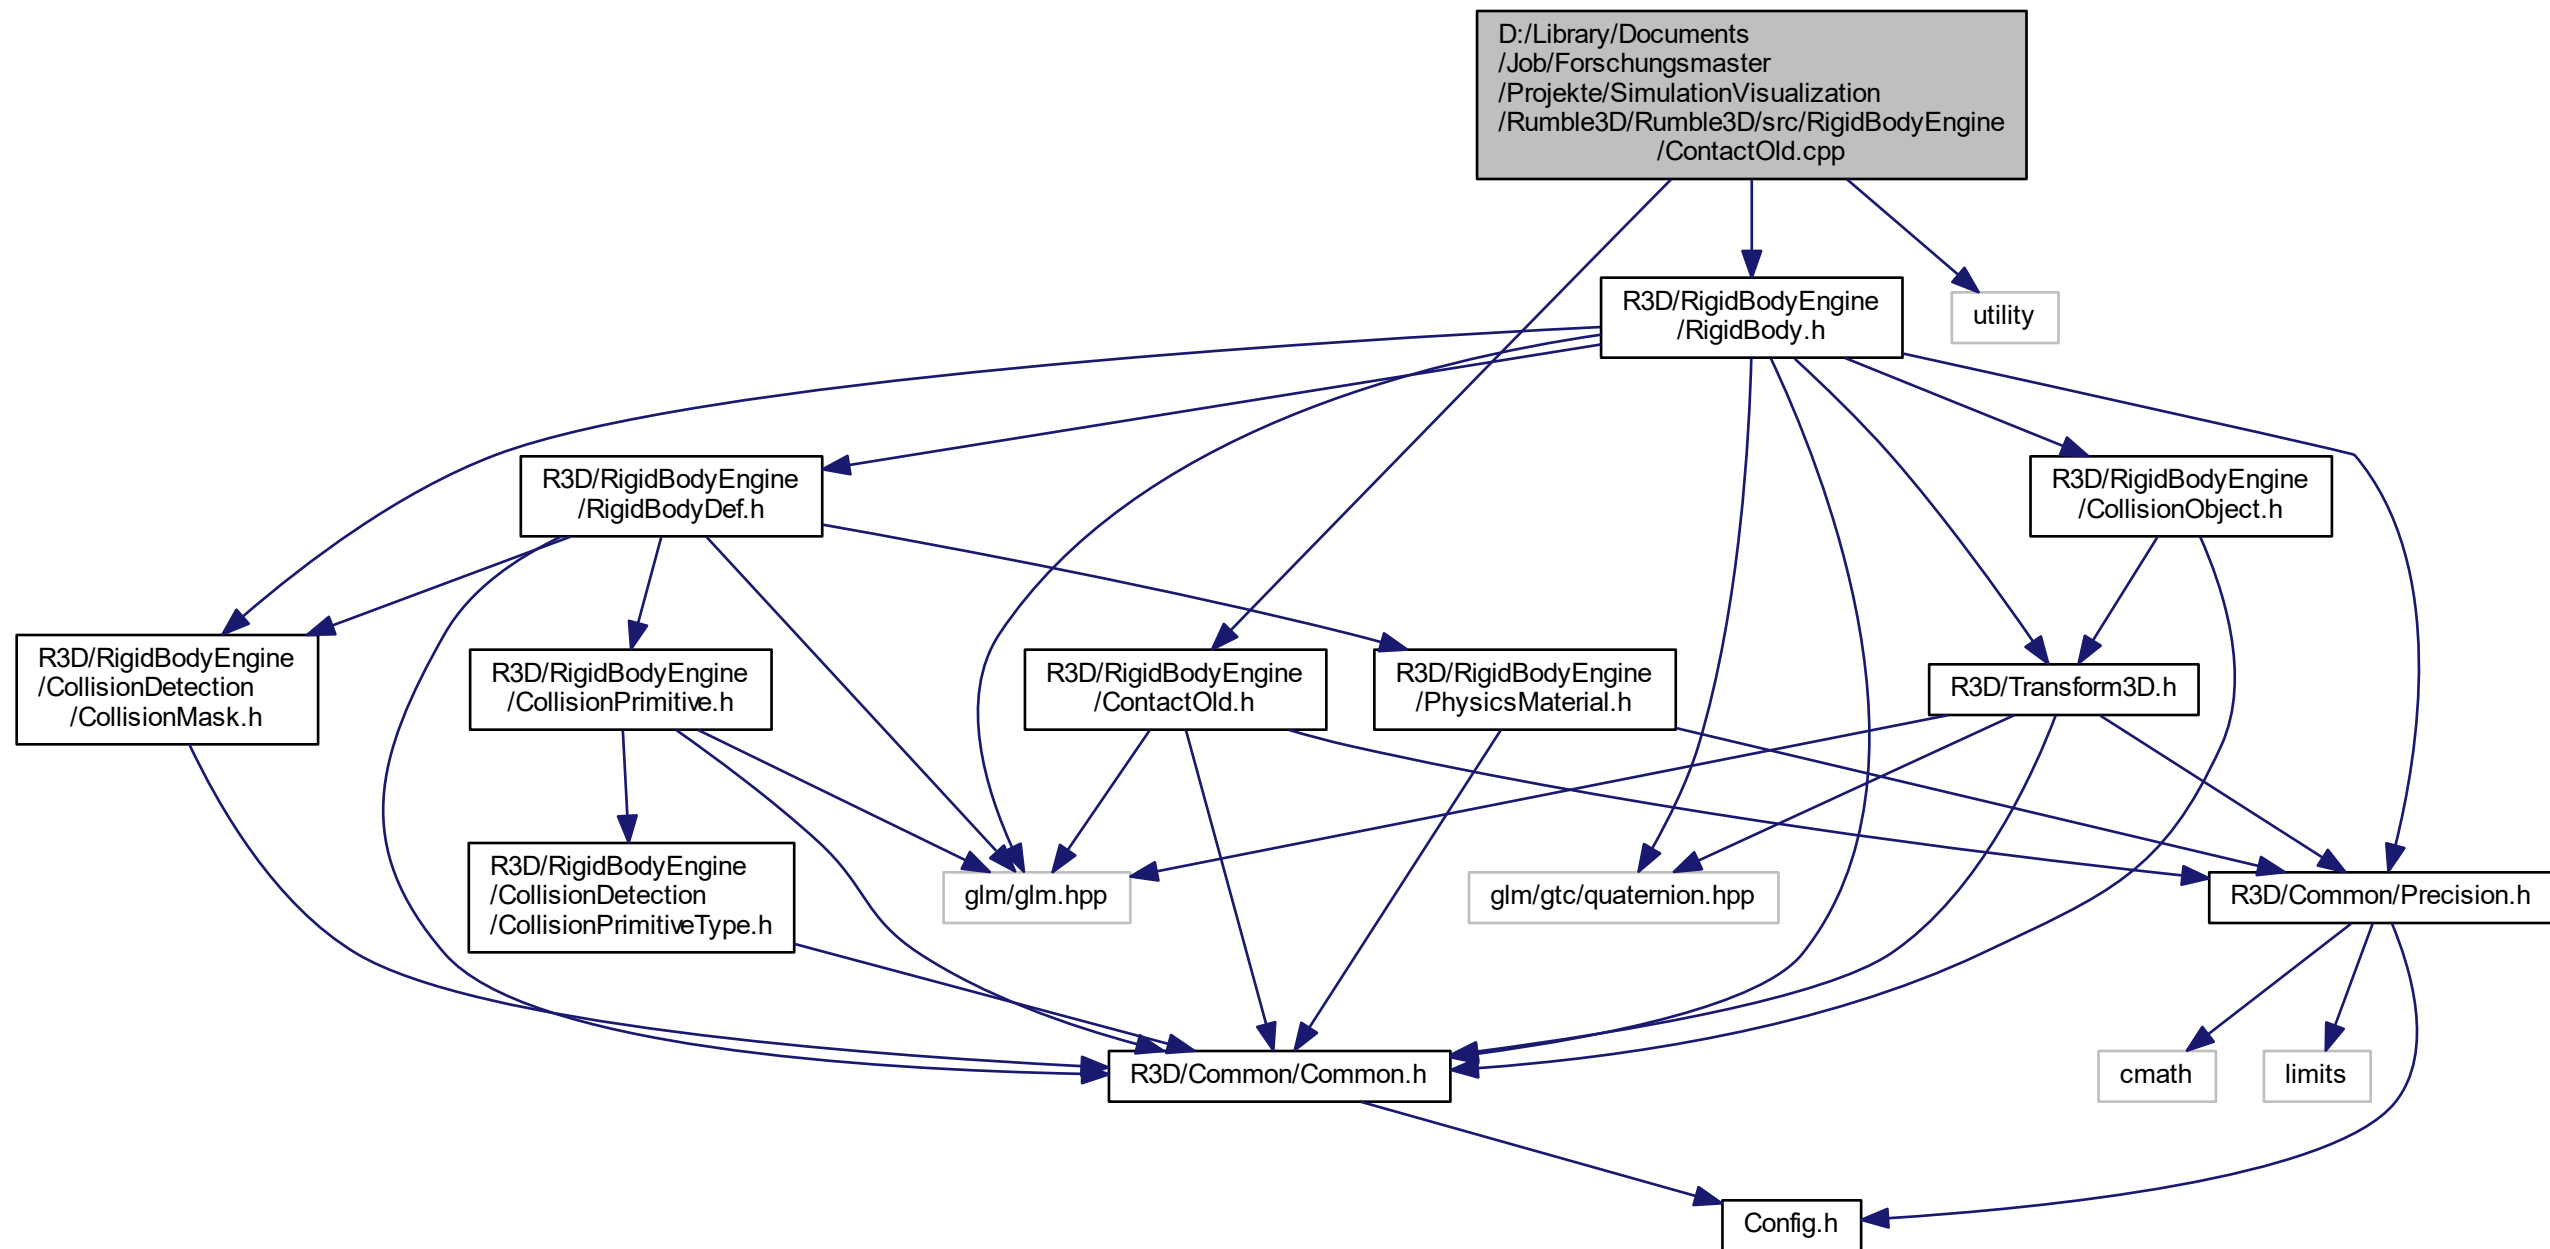 D:/Library/Documents
/Job/Forschungsmaster
/Projekte/SimulationVisualization
/Rumble3D/Rumble3D/src/RigidBodyEngine
/ContactOld.cpp
R3D/RigidBodyEngine
/RigidBody.h
utility
R3D/RigidBodyEngine
/RigidBodyDef.h
R3D/RigidBodyEngine
/CollisionObject.h
R3D/RigidBodyEngine
/CollisionDetection
/CollisionMask.h
R3D/RigidBodyEngine
/CollisionPrimitive.h
R3D/RigidBodyEngine
/ContactOld.h
R3D/RigidBodyEngine
/PhysicsMaterial.h
R3D/Transform3D.h
R3D/RigidBodyEngine
/CollisionDetection
/CollisionPrimitiveType.h
glm/glm.hpp
glm/gtc/quaternion.hpp
R3D/Common/Precision.h
R3D/Common/Common.h
cmath
limits
Config.h